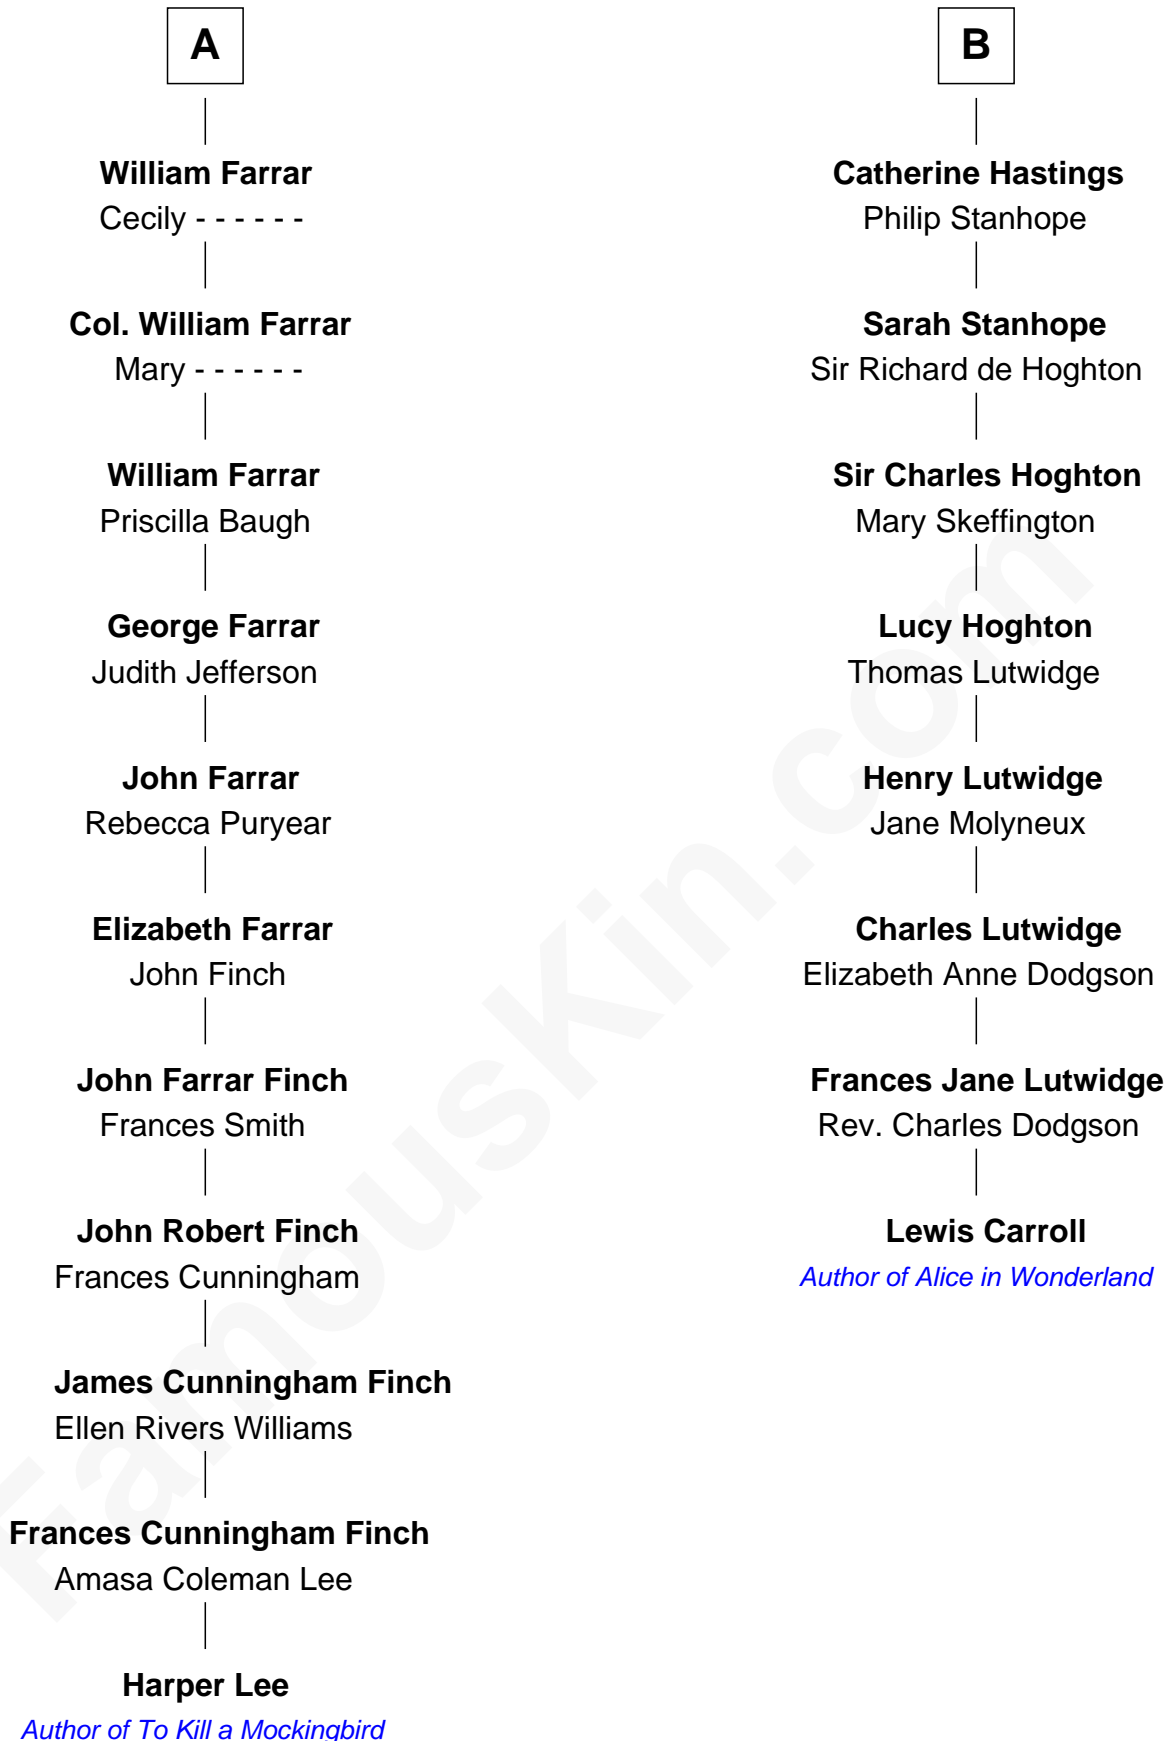 A
William Farrar
Cecily - - - - - -
Col. William Farrar
Mary - - - - - -
William Farrar
Priscilla Baugh
George Farrar
Judith Jefferson
John Farrar
Rebecca Puryear
Elizabeth Farrar
John Finch
John Farrar Finch
Frances Smith
John Robert Finch
Frances Cunningham
James Cunningham Finch
Ellen Rivers Williams
Frances Cunningham Finch
Amasa Coleman Lee
Harper Lee
Author of To Kill a Mockingbird
B
Catherine Hastings
Philip Stanhope
Sarah Stanhope
Sir Richard de Hoghton
Sir Charles Hoghton
Mary Skeffington
Lucy Hoghton
Thomas Lutwidge
Henry Lutwidge
Jane Molyneux
Charles Lutwidge
Elizabeth Anne Dodgson
Frances Jane Lutwidge
Rev. Charles Dodgson
Lewis Carroll
Author of Alice in Wonderland
FamousKin.com